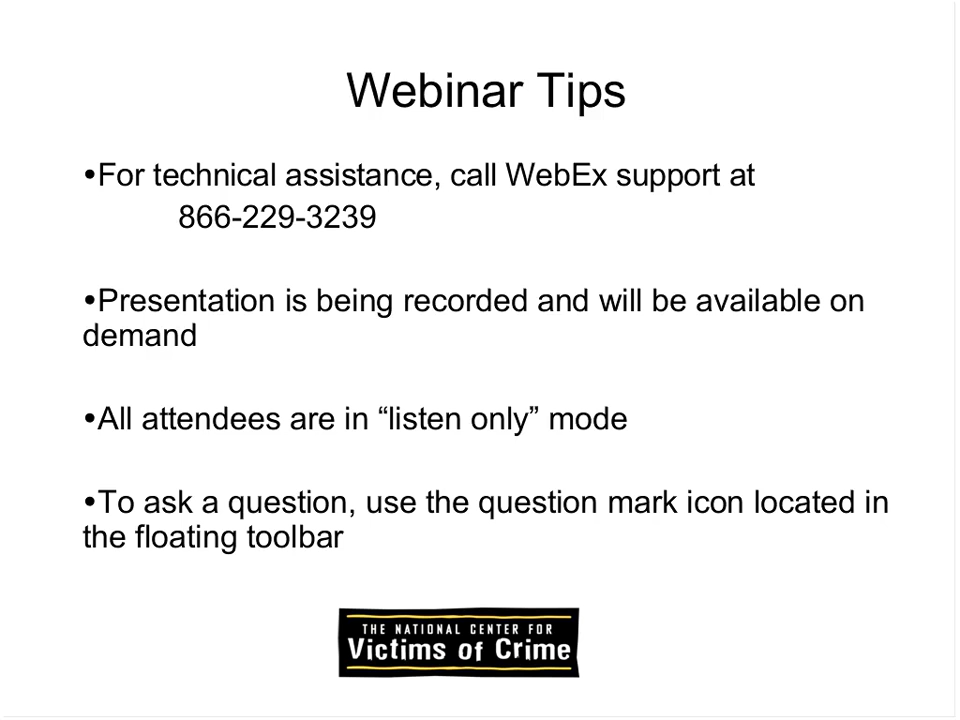 Webinar Tips
•For technical assistance, call WebEx support at
866-229-3239
•Presentation is being recorded and will be available on
demand
•All attendees are in “listen only” mode
•To ask a question, use the question mark icon located in
the floating toolbar
THE NATIONAL CENTER FOR
Victims of Crime